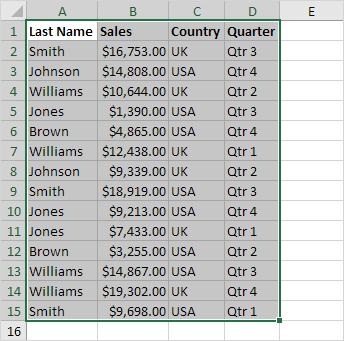 A B C D E
1 Last Name Sales Country Quarter
2 Smith $16,753.00 UK Qtr 3
3 Johnson $14,808.00 USA Qtr 4
4 Williams $10,644.00 UK Qtr 2
5 Jones $1,390.00 USA Qtr 3
6 Brown $4,865.00 USA Qtr 4
7 Williams $12,438.00 UK Qtr 1
8 Johnson $9,339.00 UK Qtr 2
9 Smith $18,919.00 USA Qtr 3
10 Jones $9,213.00 USA Qtr 4
11 Jones $7,433.00 UK Qtr 1
12 Brown $3,255.00 USA Qtr 2
13 Williams $14,867.00 USA Qtr 3
14 Williams $19,302.00 UK Qtr 4
15 Smith $9,698.00 USA Qtr 1
16